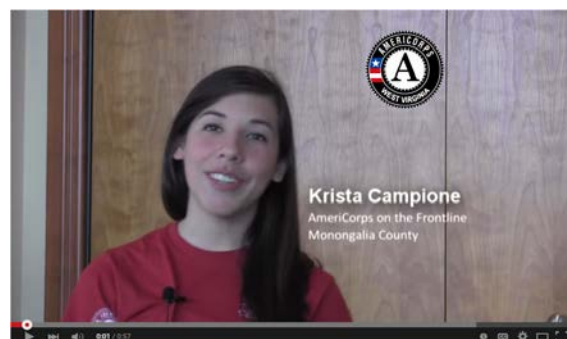 AMERICORPS
A
WEST VIRGINIA
Krista Campione
AmeriCorps on the Frontline
Monongalia County
0:01 / 0:57